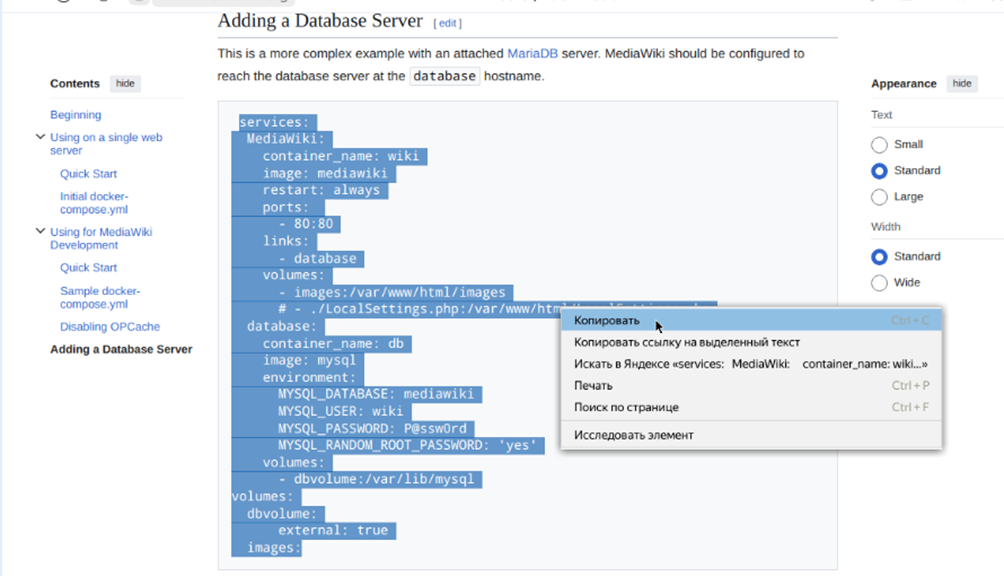 Adding a Database Server [ edit ]
This is a more complex example with an attached MariaDB server. MediaWiki should be configured to
reach the database server at the database hostname.
Contents hide
Beginning
Using on a single web
server
Quick Start
Initial docker-
compose.yml
Using for MediaWiki
Development
Quick Start
Sample docker-
compose.yml
Disabling OPCache
Adding a Database Server
services:
MediaWiki:
container_name: wiki
image: mediawiki
restart: always
ports:
- 80:80
links:
- database
volumes:
- images:/var/www/html/images
# - ./LocalSettings.php:/var/www/html
database:
container_name: db
image: mysql
environment:
MYSQL_DATABASE: mediawiki
MYSQL_USER: wiki
MYSQL_PASSWORD: P@ssw0rd
MYSQL_RANDOM_ROOT_PASSWORD: 'yes'
volumes:
- dbvolume:/var/lib/mysql
volumes:
dbvolume:
external: true
images:
Копировать Ctrl + C
Копировать ссылку на выделенный текст
Искать в Яндексе «services: MediaWiki: container_name: wiki...»
Печать Ctrl + P
Поиск по странице Ctrl + F
Исследовать элемент
Appearance hide
Text
Small
Standard
Large
Width
Standard
Wide